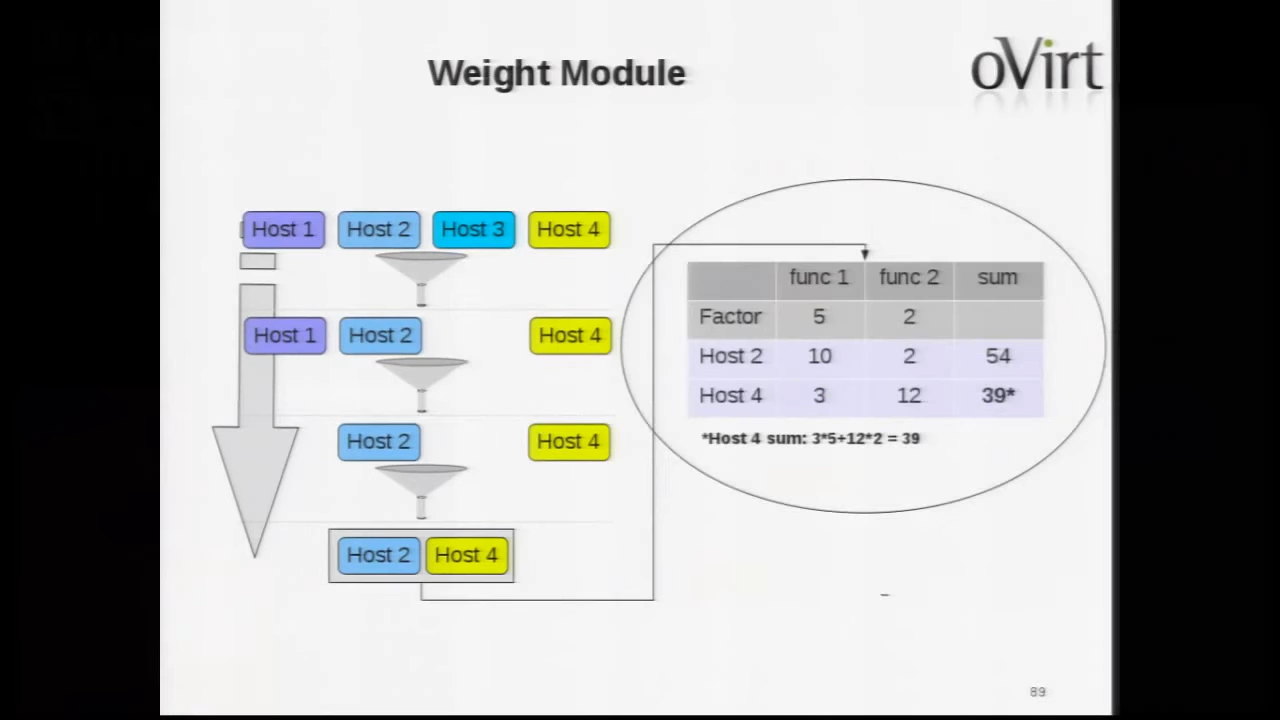 Weight Module
oVirt
Host 1 Host 2 Host 3 Host 4
Host 1 Host 2 Host 4
Host 2 Host 4
Host 2 Host 4
func 1 func 2 sum
Factor 5 2
Host 2 10 2 54
Host 4 3 12 39*
*Host 4 sum: 3*5+12*2 = 39
89